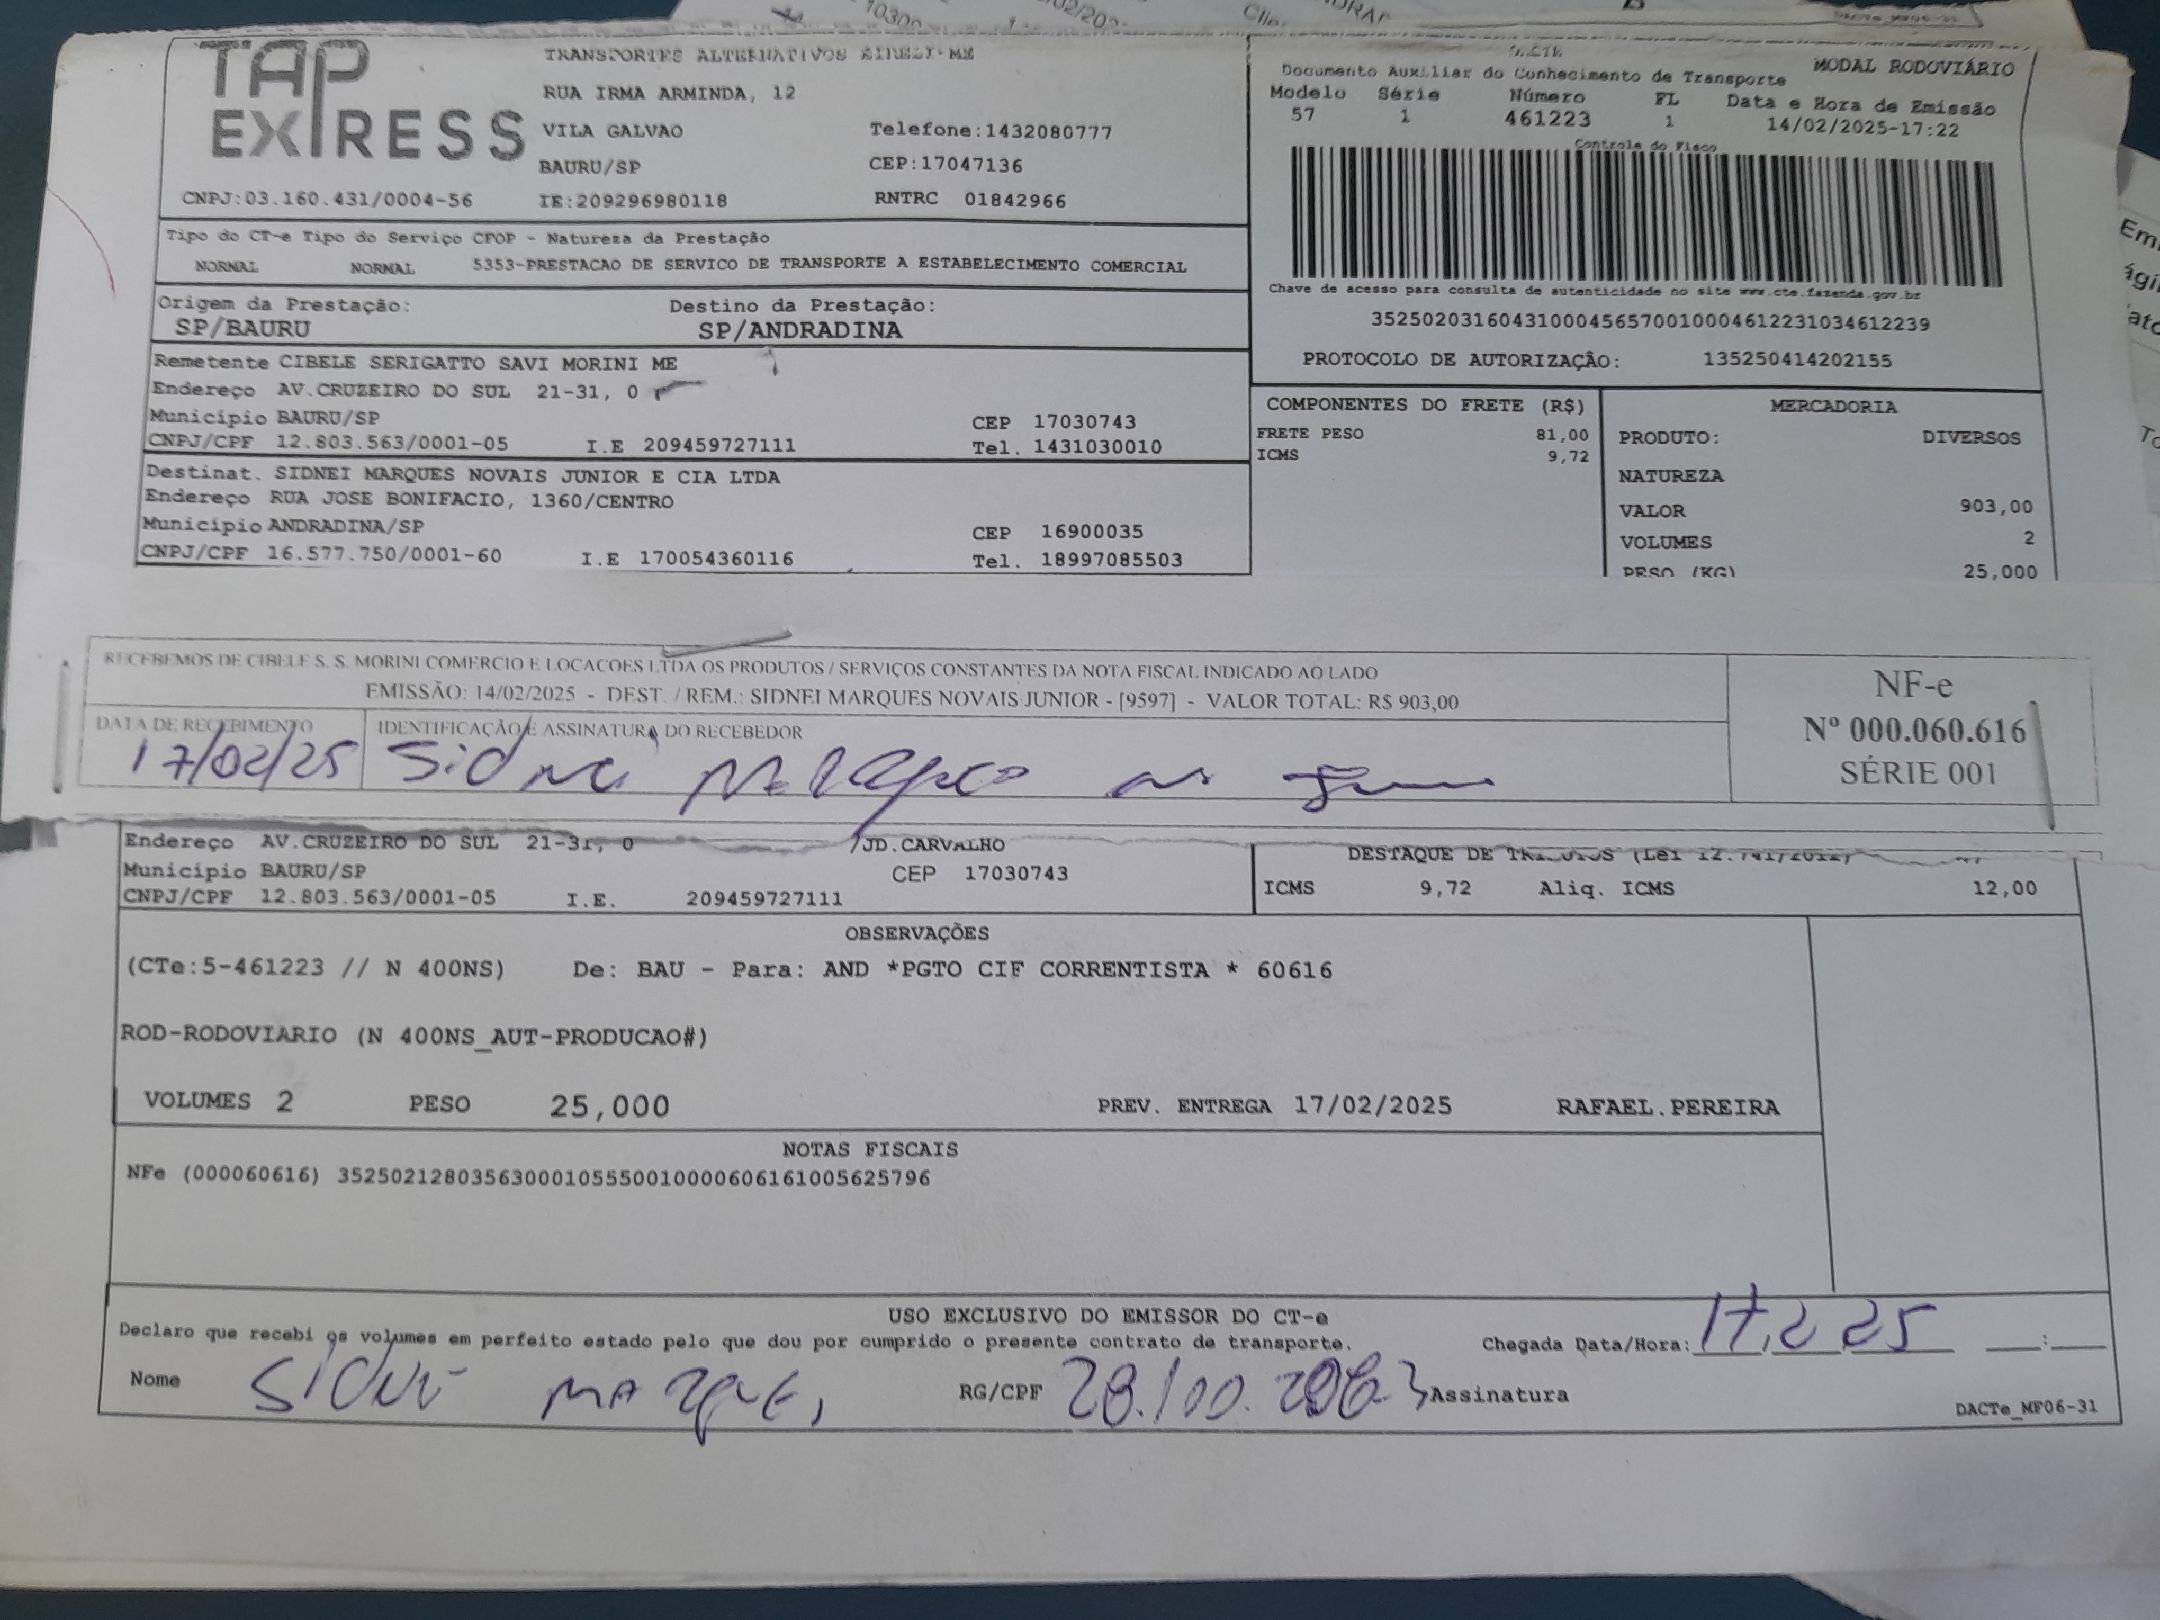 TAP
EXPRESS
TRANSPORTES ALTERNATIVOS EIRELI-ME
RUA IRMA ARMINDA, 12
VILA GALVAO Telefone:1432080777
BAURU/SP CEP:17047136
CNPJ:03.160.431/0004-56 IE:209296980118 RNTRC 01842966
DACTE
Documento Auxiliar do Conhecimento de Transporte MODAL RODOVIÁRIO
Modelo Série Número FL Data e Hora de Emissão
57 1 461223 1 14/02/2025-17:22
Controle do Fisco
Chave de acesso para consulta de autenticidade no site www.cte.fazenda.gov.br
35250203160431000456570010004612231034612239
PROTOCOLO DE AUTORIZAÇÃO: 135250414202155
Tipo do CT-e Tipo do Serviço CFOP - Natureza da Prestação
NORMAL NORMAL 5353-PRESTACAO DE SERVICO DE TRANSPORTE A ESTABELECIMENTO COMERCIAL
Origem da Prestação: Destino da Prestação:
SP/BAURU SP/ANDRADINA
Remetente CIBELE SERIGATTO SAVI MORINI ME
Endereço AV.CRUZEIRO DO SUL 21-31, 0
Município BAURU/SP CEP 17030743
CNPJ/CPF 12.803.563/0001-05 I.E 209459727111 Tel. 1431030010
Destinat. SIDNEI MARQUES NOVAIS JUNIOR E CIA LTDA
Endereço RUA JOSE BONIFACIO, 1360/CENTRO
Município ANDRADINA/SP CEP 16900035
CNPJ/CPF 16.577.750/0001-60 I.E 170054360116 Tel. 18997085503
COMPONENTES DO FRETE (R$)
FRETE PESO 81,00
ICMS 9,72
MERCADORIA
PRODUTO: DIVERSOS
NATUREZA
VALOR 903,00
VOLUMES 2
PESO (KG) 25,000
RECEBEMOS DE CIBELE S. S. MORINI COMERCIO E LOCACOES LTDA OS PRODUTOS / SERVIÇOS CONSTANTES DA NOTA FISCAL INDICADO AO LADO
EMISSÃO: 14/02/2025 - DEST. / REM.: SIDNEI MARQUES NOVAIS JUNIOR - [9597] - VALOR TOTAL: R$ 903,00
DATA DE RECEBIMENTO IDENTIFICAÇÃO E ASSINATURA DO RECEBEDOR
17/02/25 Sidnei
NF-e
Nº 000.060.616
SÉRIE 001
Endereço AV.CRUZEIRO DO SUL 21-31, 0 /JD.CARVALHO
Município BAURU/SP CEP 17030743
CNPJ/CPF 12.803.563/0001-05 I.E. 209459727111
DESTAQUE DE TRIBUTOS (Lei 12.741/2012)
ICMS 9,72 Aliq. ICMS 12,00
OBSERVAÇÕES
(CTe:5-461223 // N 400NS) De: BAU - Para: AND *PGTO CIF CORRENTISTA * 60616
ROD-RODOVIARIO (N 400NS_AUT-PRODUCAO#)
VOLUMES 2 PESO 25,000 PREV. ENTREGA 17/02/2025 RAFAEL.PEREIRA
NOTAS FISCAIS
NFe (000060616) 35250212803563000105550010000606161005625796
USO EXCLUSIVO DO EMISSOR DO CT-e
Declaro que recebi os volumes em perfeito estado pelo que dou por cumprido o presente contrato de transporte. Chegada Data/Hora: 17 2 25 :
Nome Sidnei Marques RG/CPF Assinatura
DACTe_MF06-31